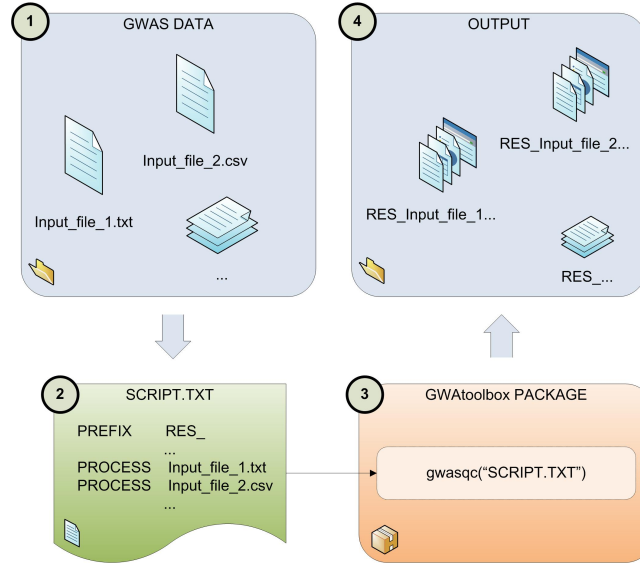 1
GWAS DATA
Input_file_2.csv
Input_file_1.txt
...
2
SCRIPT.TXT
PREFIX RES_
...
PROCESS Input_file_1.txt
PROCESS Input_file_2.csv
...
3
GWAtoolbox PACKAGE
gwasqc(“SCRIPT.TXT”)
4
OUTPUT
RES_Input_file_2...
RES_Input_file_1...
RES_...